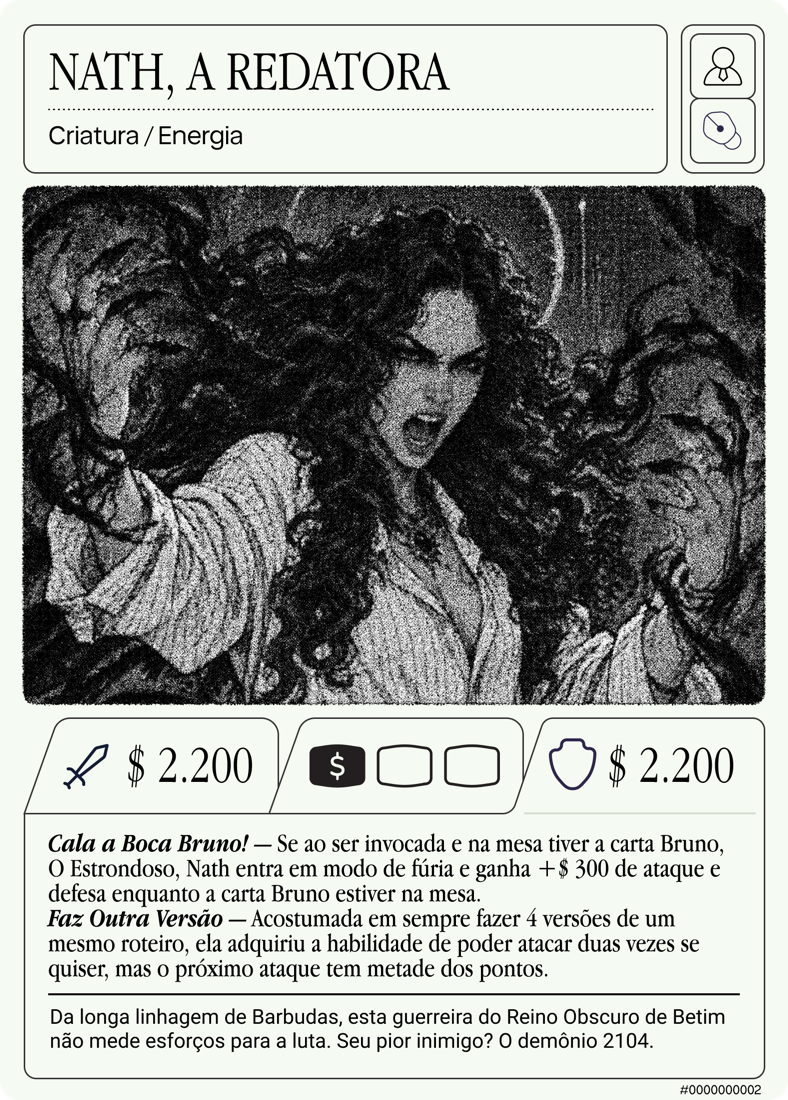 NATH, A REDATORA
Criatura / Energia
$ 2.200
$
$ 2.200
Cala a Boca Bruno! — Se ao ser invocada e na mesa tiver a carta Bruno,
O Estrondoso, Nath entra em modo de fúria e ganha +$ 300 de ataque e
defesa enquanto a carta Bruno estiver na mesa.
Faz Outra Versão — Acostumada em sempre fazer 4 versões de um
mesmo roteiro, ela adquiriu a habilidade de poder atacar duas vezes se
quiser, mas o próximo ataque tem metade dos pontos.
Da longa linhagem de Barbudas, esta guerreira do Reino Obscuro de Betim
não mede esforços para a luta. Seu pior inimigo? O demônio 2104.
#0000000002